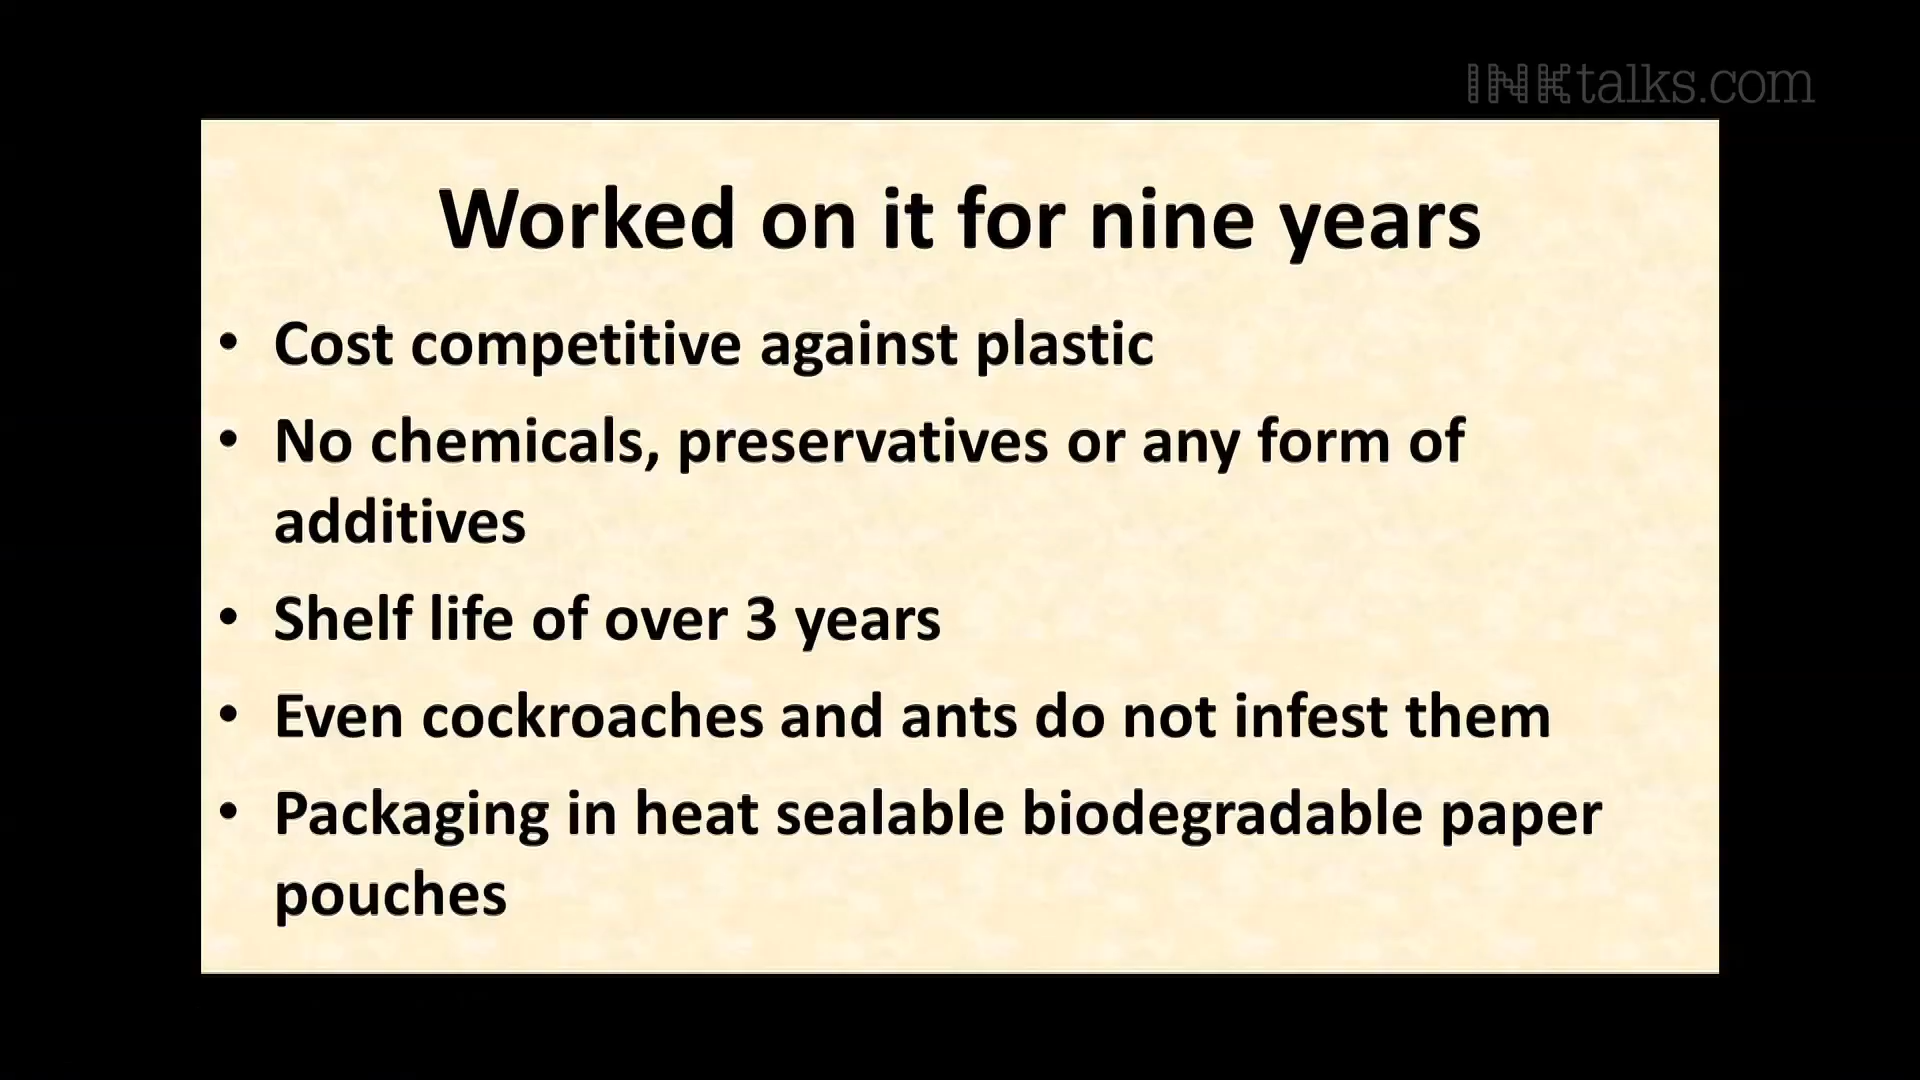 INKtalks.com
Worked on it for nine years
• Cost competitive against plastic
• No chemicals, preservatives or any form of
additives
• Shelf life of over 3 years
• Even cockroaches and ants do not infest them
• Packaging in heat sealable biodegradable paper
pouches